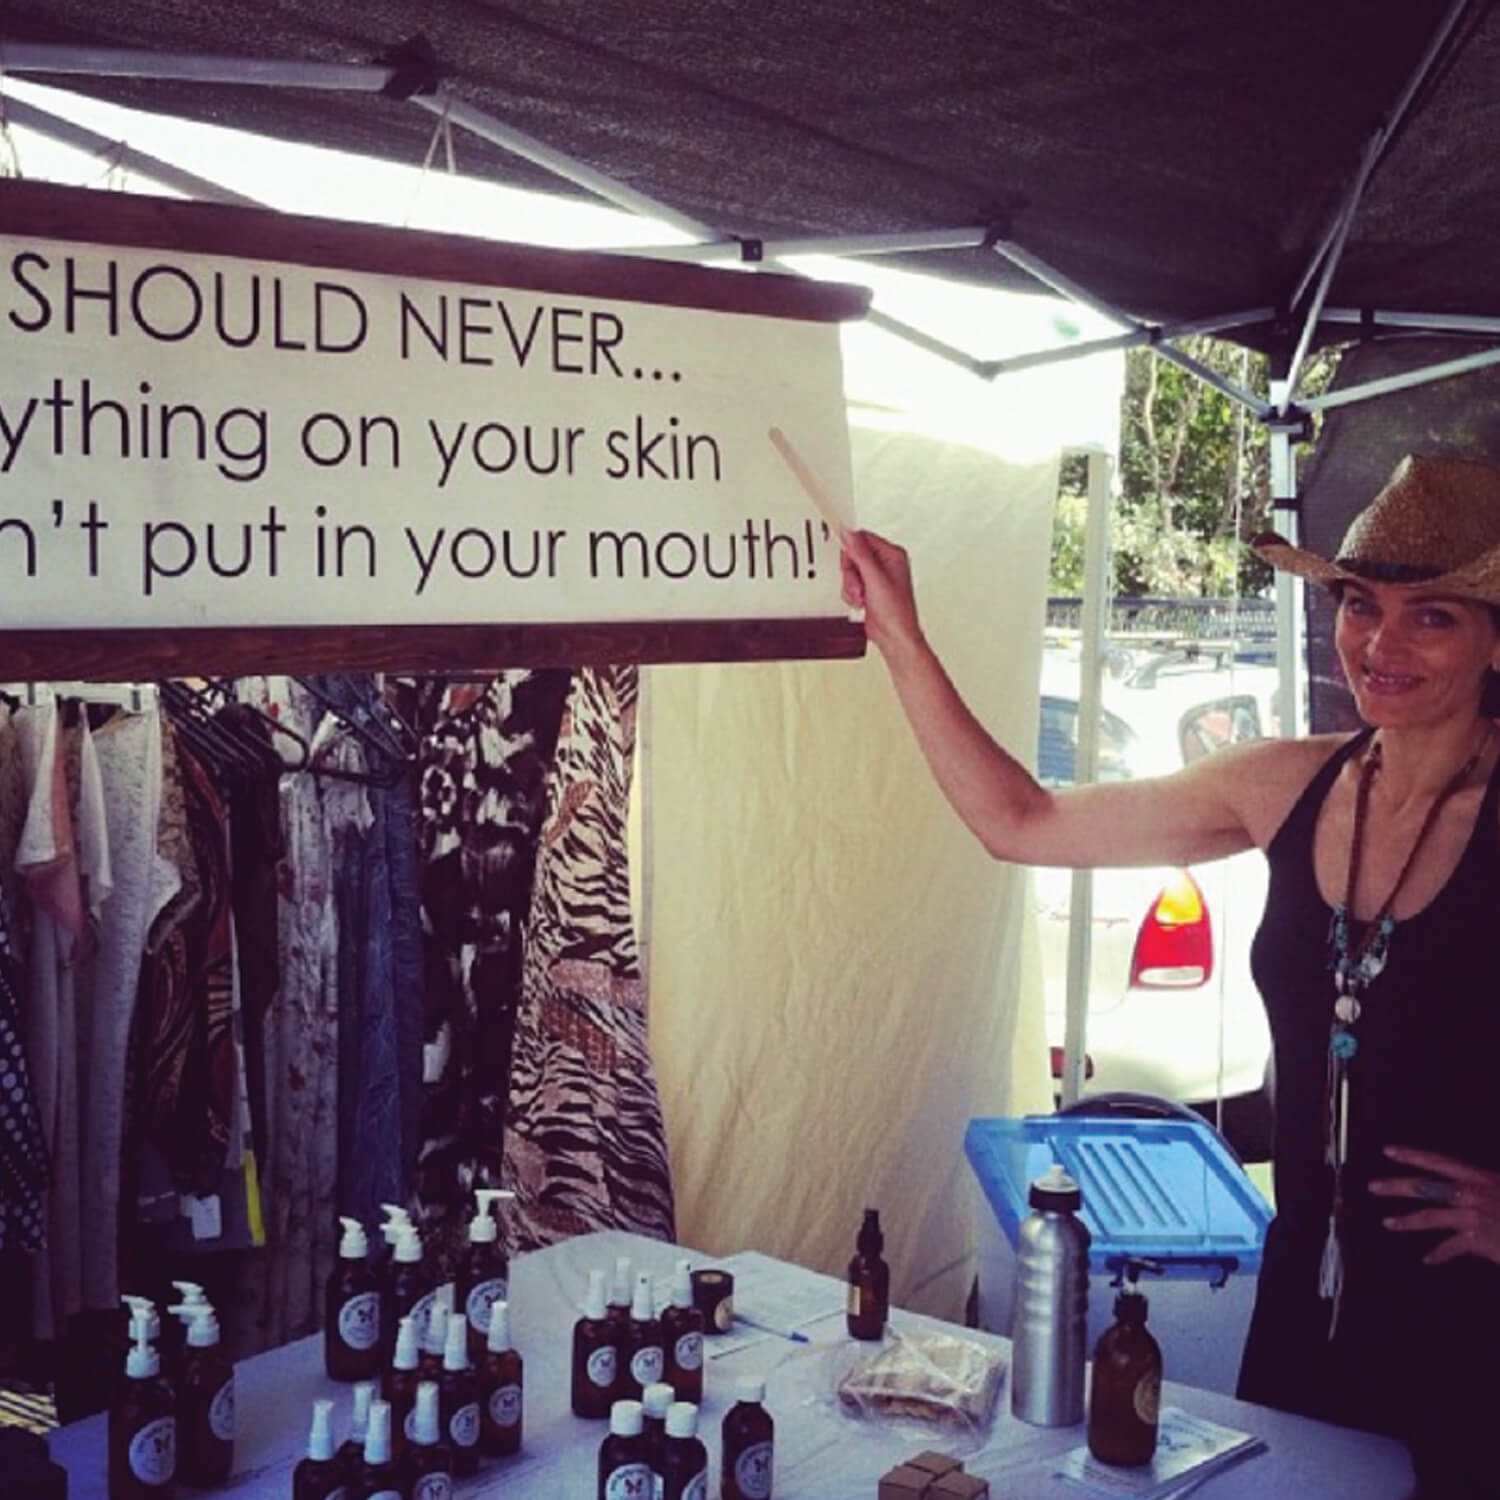 SHOULD NEVER...
ything on your skin
n't put in your mouth!'